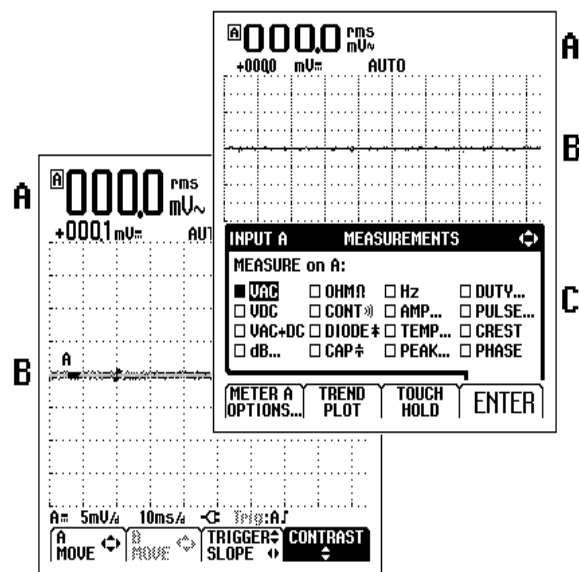 A 000.0 rms mV~
+000.0 mV⎓ AUTO
A
B
A 000.0 rms mV~
+000.1 mV⎓ AUT
A
INPUT A MEASUREMENTS
MEASURE on A:
■ VAC □ OHMΩ □ Hz □ DUTY...
□ VDC □ CONT □ AMP... □ PULSE...
□ VAC+DC □ DIODE □ TEMP... □ CREST
□ dB... □ CAP □ PEAK... □ PHASE
C
METER A OPTIONS... TREND PLOT TOUCH HOLD ENTER
A
B
A⎓ 5mV/d 10ms/d Trig:A∫
A MOVE B MOVE TRIGGER SLOPE CONTRAST